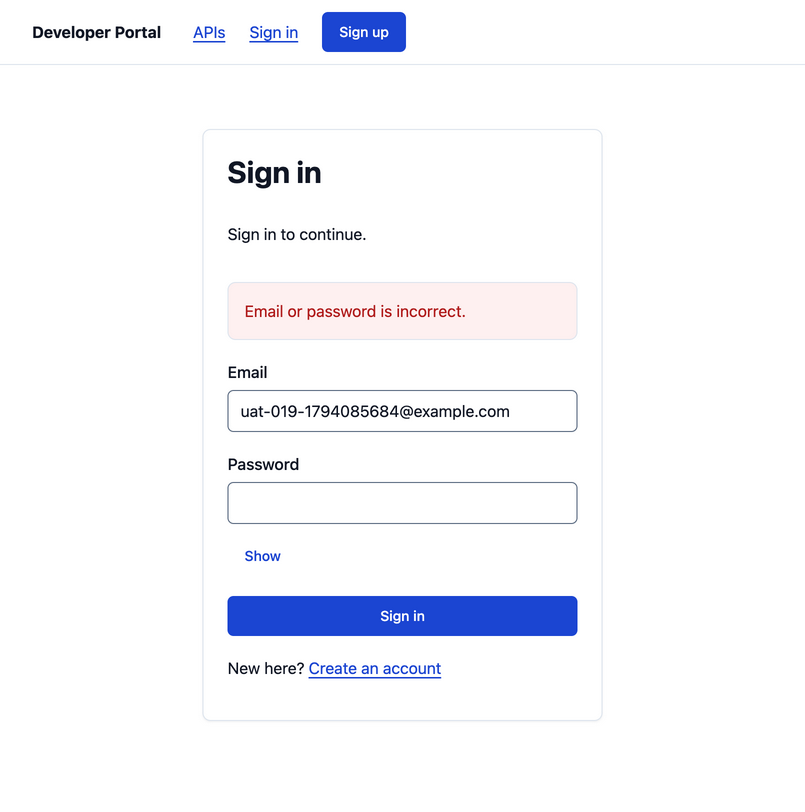 Developer Portal APIs Sign in Sign up
Sign in
Sign in to continue.
Email or password is incorrect.
Email
uat-019-1794085684@example.com
Password
Show
Sign in
New here? Create an account